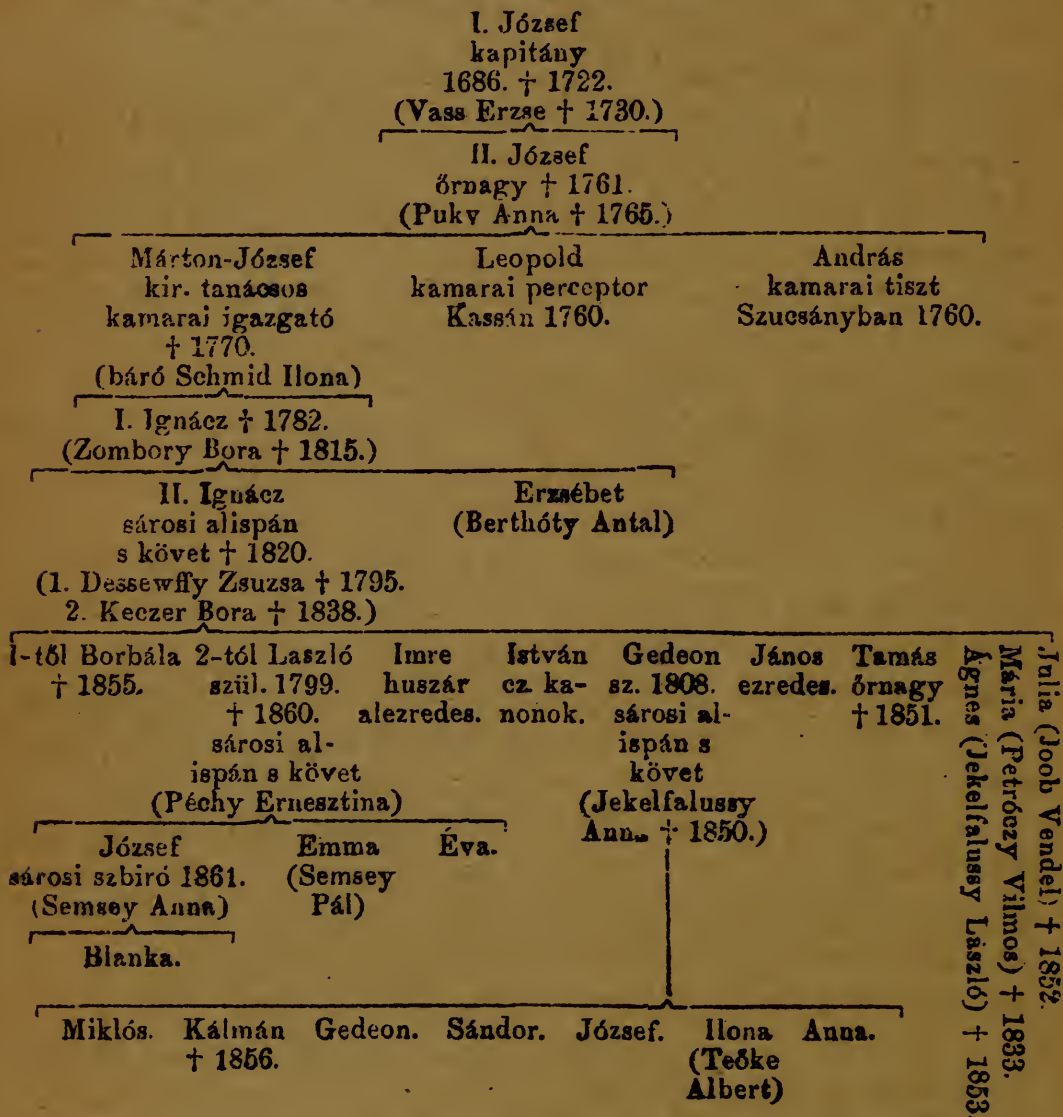 I. József
kapitány
1686. † 1722.
(Vass Erzse † 1730.)
II. József
őrnagy † 1761.
(Puky Anna † 1765.)
Márton-József Leopold András
kir. tanácsos kamarai perceptor kamarai tiszt
kamarai igazgató Kassán 1760. Szucsányban 1760.
† 1770.
(báró Schmid Ilona)
I. Ignácz † 1782.
(Zombory Bora † 1815.)
II. Ignácz Erzsébet
sárosi alispán (Berthóty Antal)
s követ † 1820.
(1. Dessewffy Zsuzsa † 1795.
2. Keczer Bora † 1838.)
1-től Borbála 2-tól Laszló Imre István Gedeon János Tamás
† 1855. szül. 1799. huszár cz. ka- sz. 1808. ezredes. őrnagy
† 1860. alezredes. nonok. sárosi al- † 1851.
sárosi al- ispán s
ispán s követ követ
(Péchy Ernesztina) (Jekelfalussy
Ann. † 1850.)
Julia (Joob Vendel) † 1852.
Mária (Petróczy Vilmos) † 1833.
Ágnes (Jekelfalussy László) † 1853.
József Emma Éva.
sárosi szbiró 1861. (Semsey
(Semsey Anna) Pál)
Blanka.
Miklós. Kálmán Gedeon. Sándor. József. Ilona Anna.
† 1856. (Teőke
Albert)